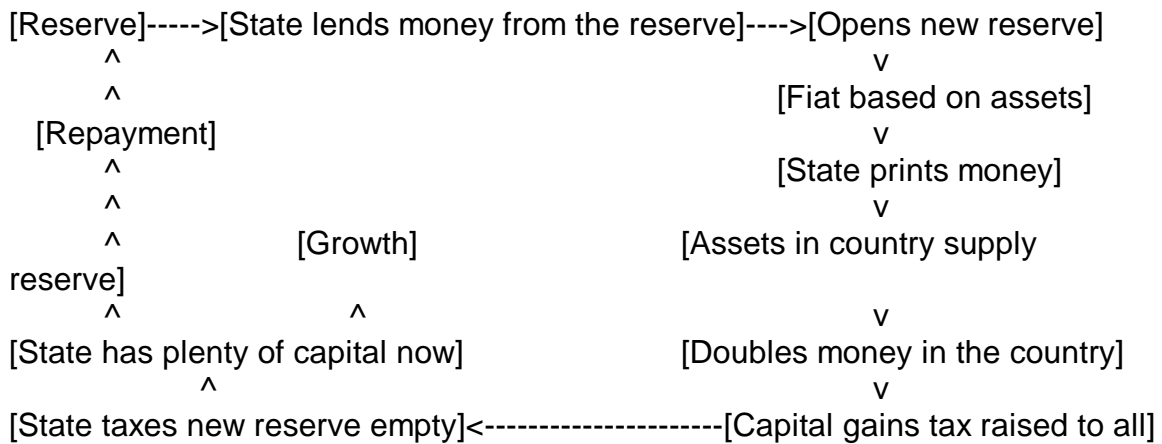 [Reserve]----->[State lends money from the reserve]---->[Opens new reserve]
^ v
^ [Fiat based on assets]
[Repayment] v
^ [State prints money]
^ v
^ [Growth] [Assets in country supply
reserve]
^ ^ v
[State has plenty of capital now] [Doubles money in the country]
^ v
[State taxes new reserve empty]<----------------------[Capital gains tax raised to all]